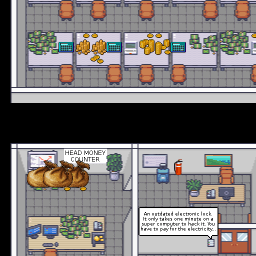 HEAD MONEY
COUNTER
An outdated electronic lock.
It only takes one minute on a
super computer to hack it. You
have to pay for the electricity.